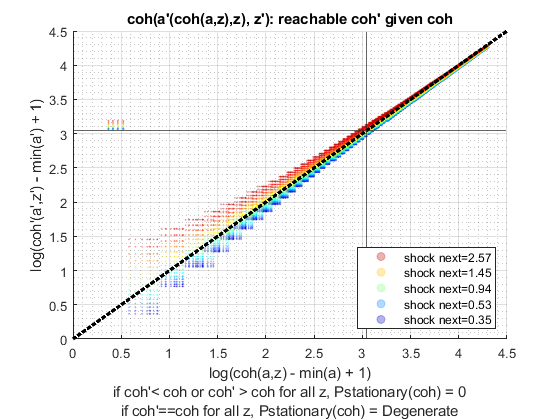 coh(a'(coh(a,z),z), z'): reachable coh' given coh
log(coh'(a',z') - min(a') + 1)
4.5
4
3.5
3
2.5
2
1.5
1
0.5
0
shock next=2.57
shock next=1.45
shock next=0.94
shock next=0.53
shock next=0.35
0
0.5
1
1.5
2
2.5
3
3.5
4
4.5
log(coh(a,z) - min(a) + 1)
if coh'< coh or coh' > coh for all z, Pstationary(coh) = 0
if coh'==coh for all z, Pstationary(coh) = Degenerate